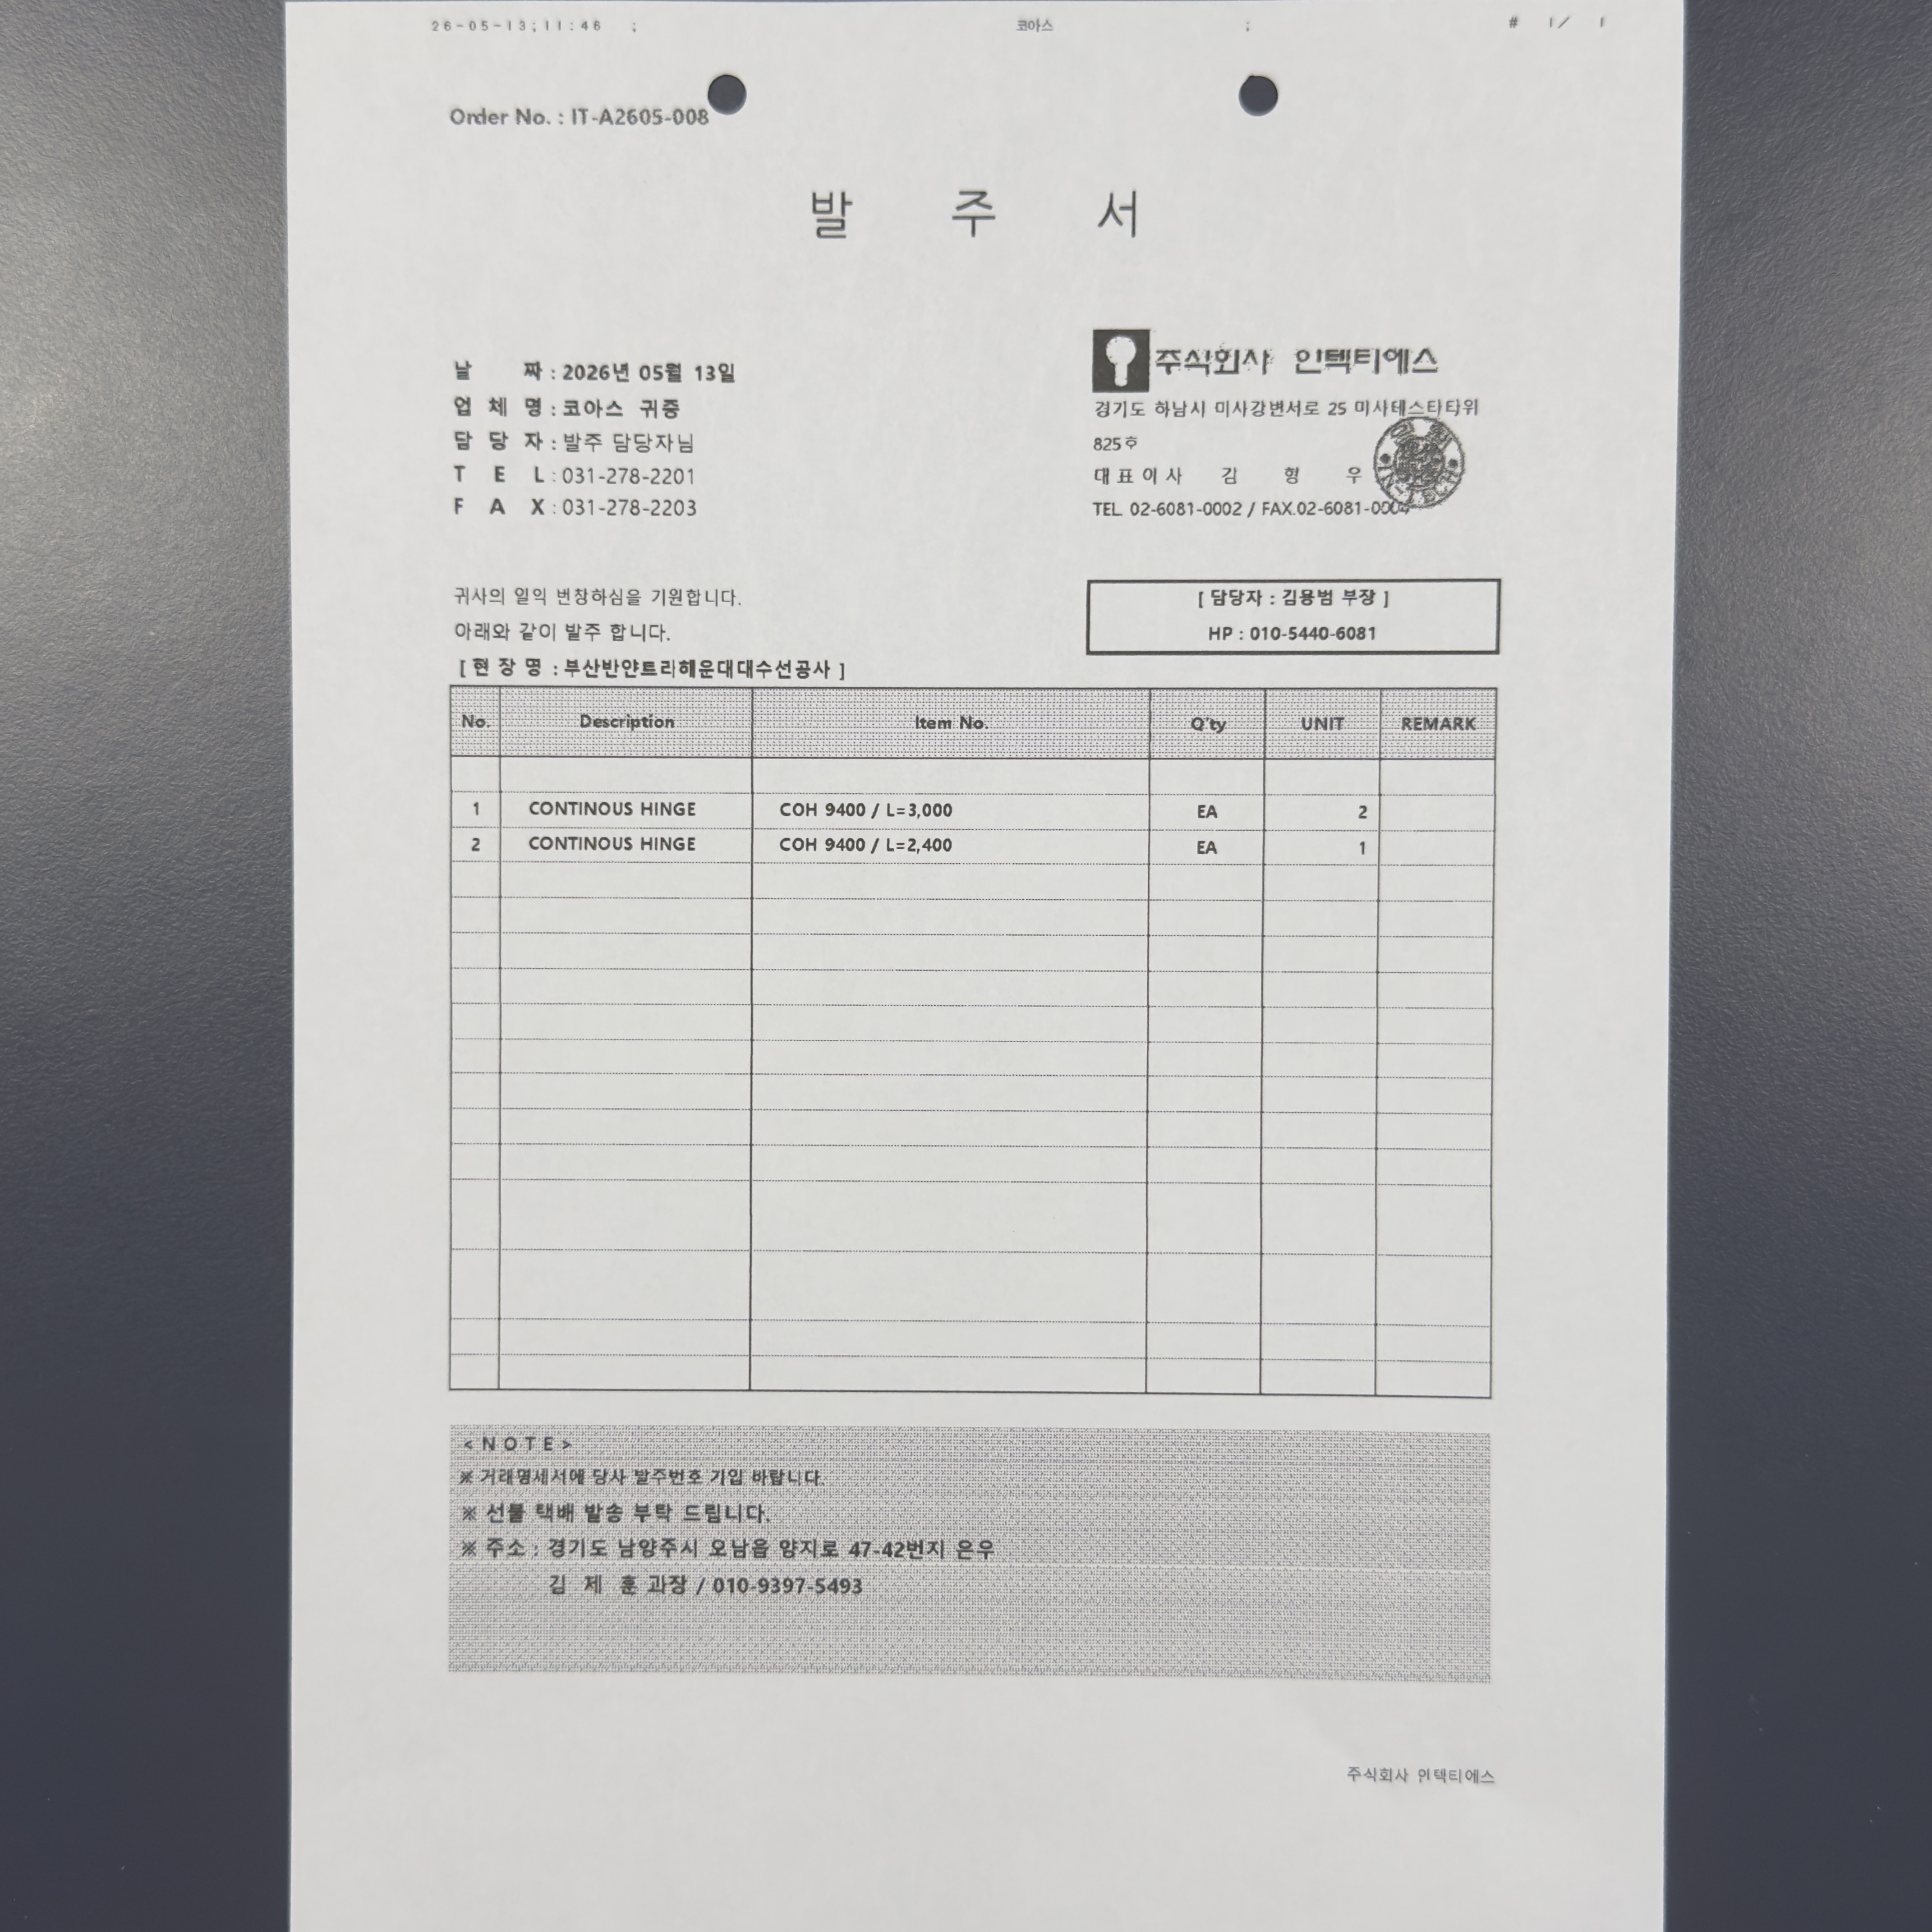 26-05-13;11:46 ; 코아스 ; # 1/ 1
Order No. : IT-A2605-008
발 주 서
주식회사 인텍티에스
날 짜 : 2026년 05월 13일
업 체 명 : 코아스 귀중
담 당 자 : 발주 담당자님
T E L : 031-278-2201
F A X : 031-278-2203
경기도 하남시 미사강변서로 25 미사테스타타워
825호
대표이사 김 형 우
TEL. 02-6081-0002 / FAX.02-6081-0004
귀사의 일익 번창하심을 기원합니다.
아래와 같이 발주 합니다.
[ 담당자 : 김용범 부장 ]
HP : 010-5440-6081
[ 현 장 명 : 부산반얀트리해운대대수선공사 ]
No. Description Item No. Q'ty UNIT REMARK
1 CONTINOUS HINGE COH 9400 / L=3,000 EA 2
2 CONTINOUS HINGE COH 9400 / L=2,400 EA 1
< N O T E >
※ 거래명세서에 당사 발주번호 기입 바랍니다.
※ 선불 택배 발송 부탁 드립니다.
※ 주소 : 경기도 남양주시 오남읍 양지로 47-42번지 은우
김 제 훈 과장 / 010-9397-5493
주식회사 인텍티에스